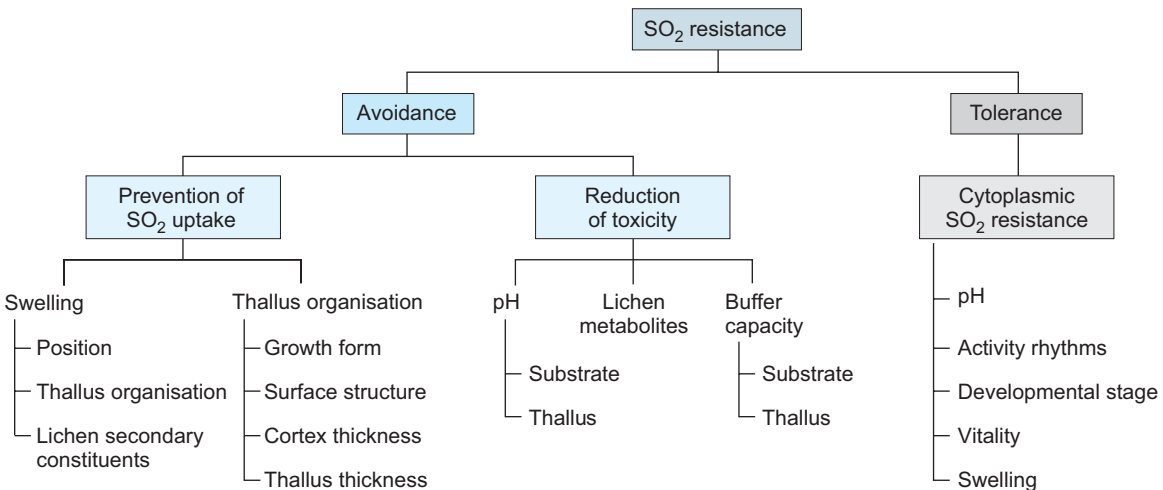 SO₂ resistance
Avoidance
Tolerance
Prevention of
SO₂ uptake
Reduction
of toxicity
Cytoplasmic
SO₂ resistance
Swelling
Position
Thallus organisation
Lichen secondary
constituents
Thallus organisation
Growth form
Surface structure
Cortex thickness
Thallus thickness
pH
Substrate
Thallus
Lichen
metabolites
Buffer
capacity
Substrate
Thallus
pH
Activity rhythms
Developmental stage
Vitality
Swelling